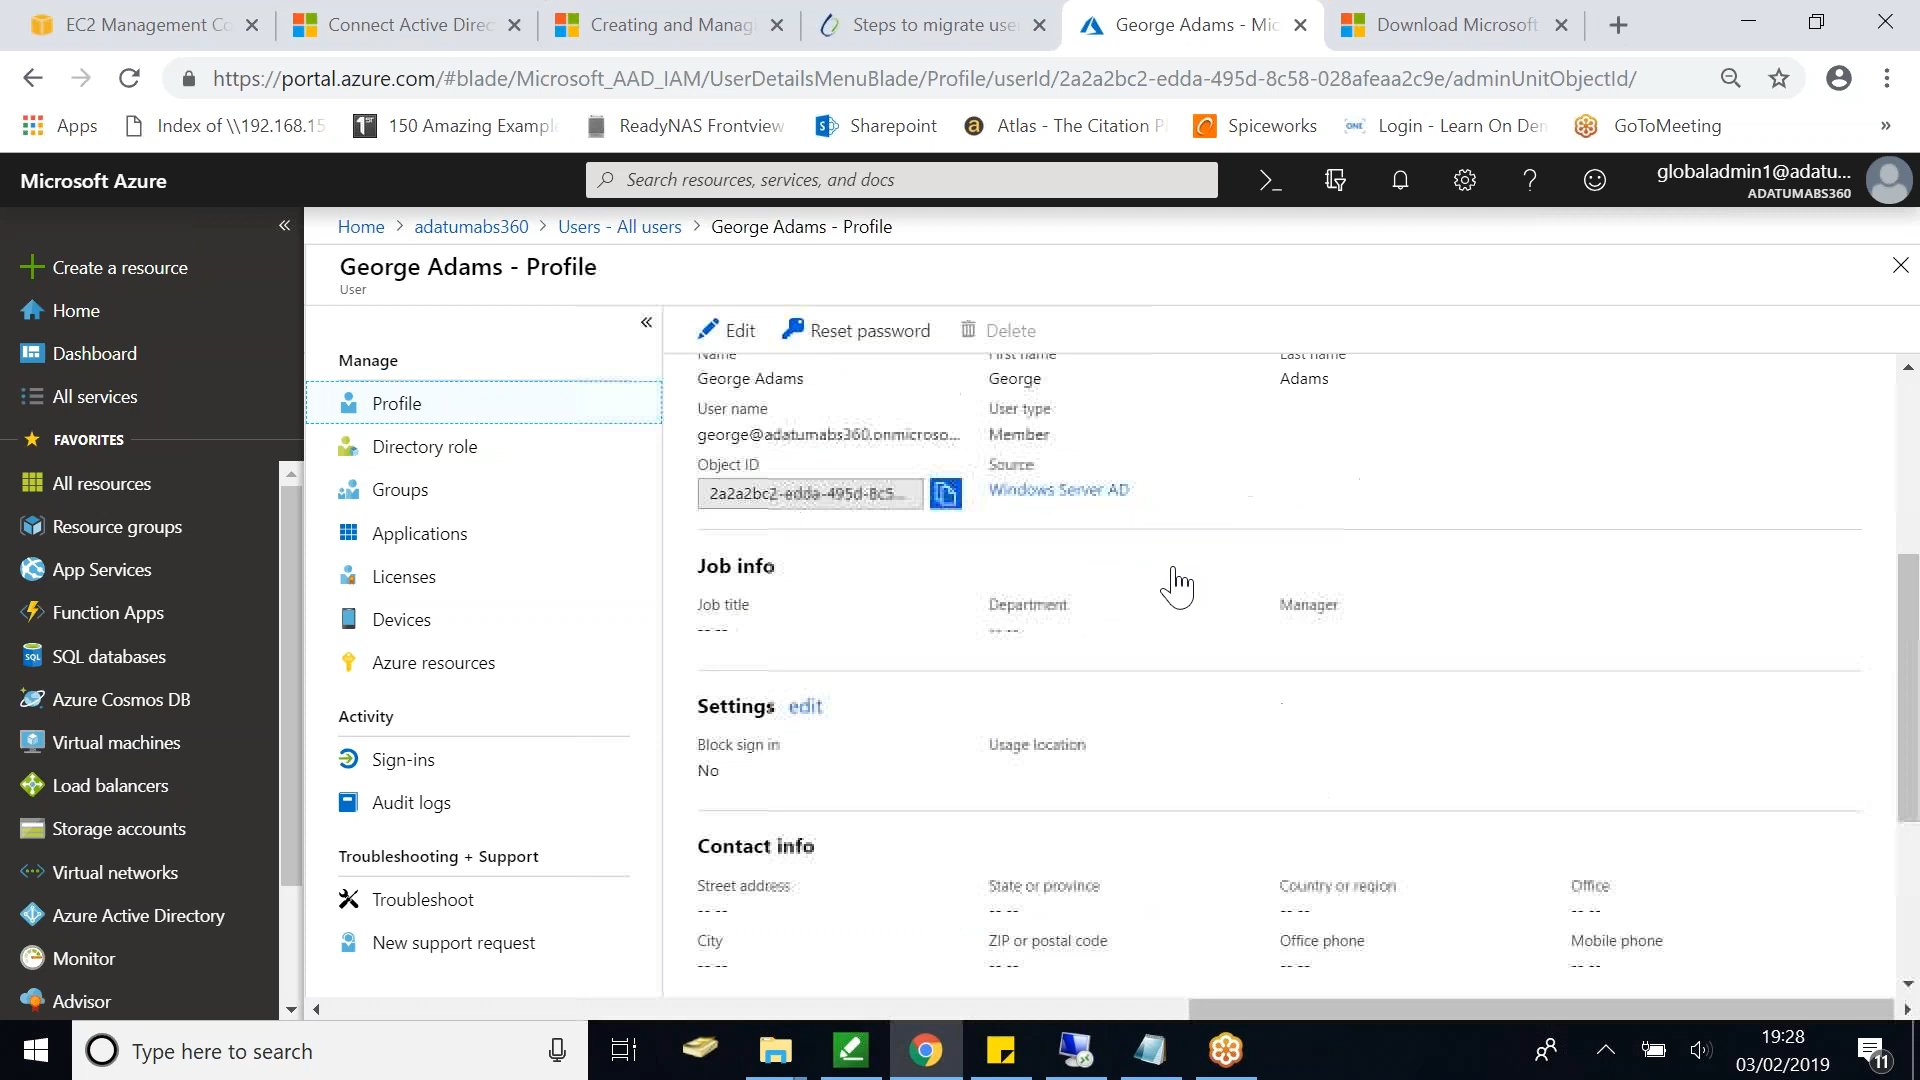 EC2 Management Co
Connect Active Direc
Creating and Managi
Steps to migrate use
George Adams - Mic
Download Microsoft
https://portal.azure.com/#blade/Microsoft_AAD_IAM/UserDetailsMenuBlade/Profile/userId/2a2a2bc2-edda-495d-8c58-028afeaa2c9e/adminUnitObjectId/
Apps
Index of \\192.168.15
150 Amazing Exampl
ReadyNAS Frontview
Sharepoint
Atlas - The Citation Pl
Spiceworks
Login - Learn On Den
GoToMeeting
»
Microsoft Azure
Search resources, services, and docs
globaladmin1@adatu...
ADATUMABS360
Home > adatumabs360 > Users - All users > George Adams - Profile
George Adams - Profile
User
Create a resource
Home
Dashboard
All services
FAVORITES
All resources
Resource groups
App Services
Function Apps
SQL databases
Azure Cosmos DB
Virtual machines
Load balancers
Storage accounts
Virtual networks
Azure Active Directory
Monitor
Advisor
Manage
Profile
Directory role
Groups
Applications
Licenses
Devices
Azure resources
Activity
Sign-ins
Audit logs
Troubleshooting + Support
Troubleshoot
New support request
Edit
Reset password
Delete
Name
First name
Last name
George Adams
George
Adams
User name
User type
george@adatumabs360.onmicroso...
Member
Object ID
Source
2a2a2bc2-edda-495d-8c5...
Windows Server AD
Job info
Job title
Department
Manager
-- --
-- --
Settings edit
Block sign in
Usage location
No
Contact info
Street address
State or province
Country or region
Office
-- --
-- --
-- --
-- --
City
ZIP or postal code
Office phone
Mobile phone
-- --
-- --
-- --
-- --
Type here to search
19:28
03/02/2019
11